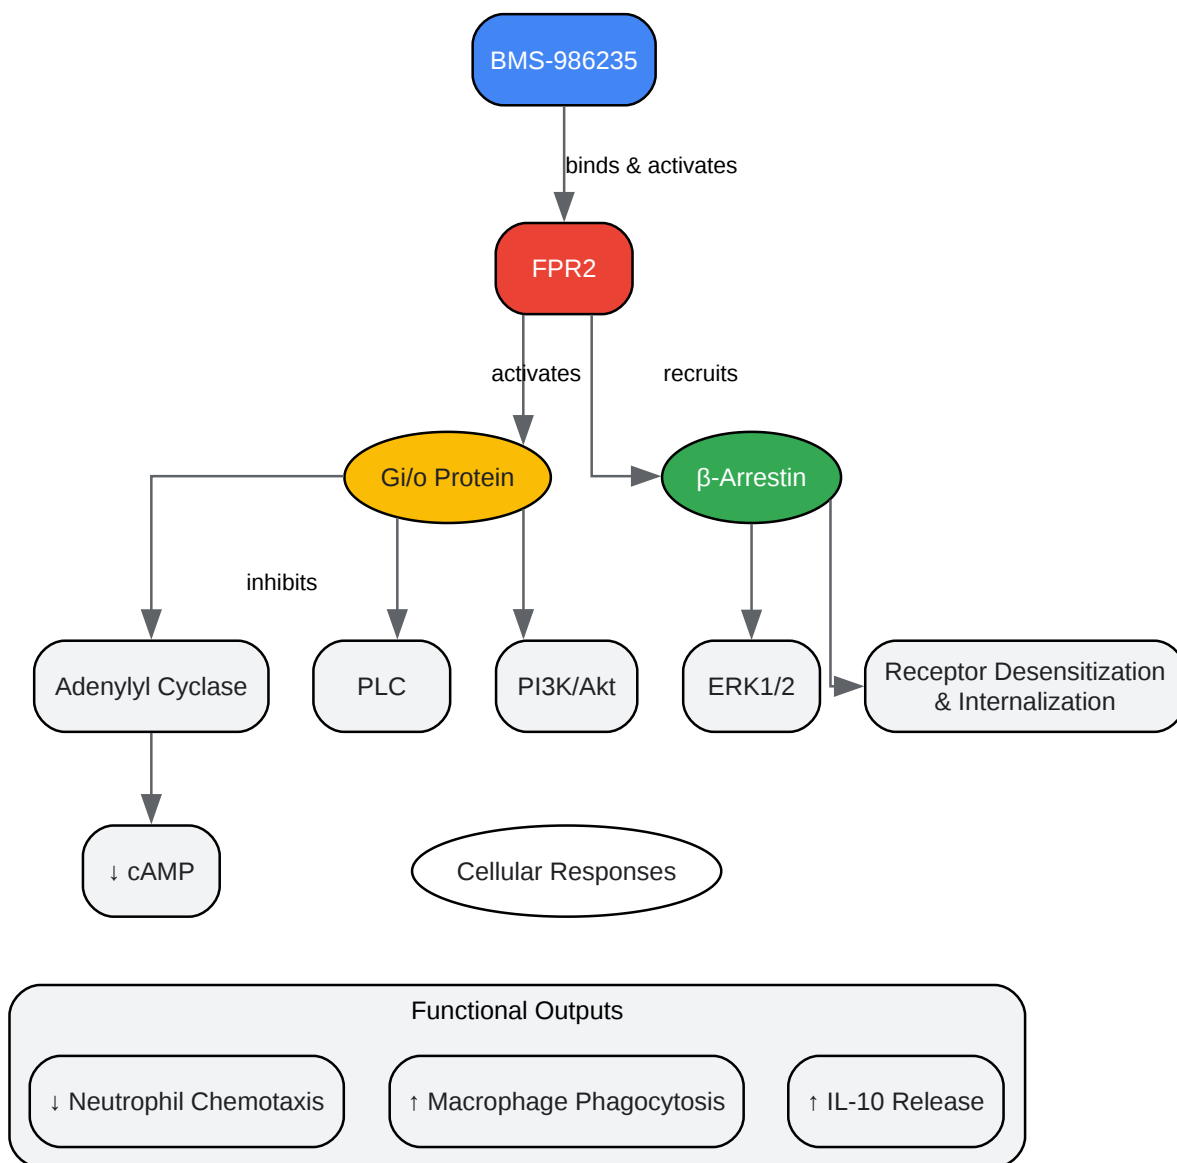 BMS-986235
binds & activates
FPR2
activates
recruits
Gi/o Protein
β-Arrestin
inhibits
Adenylyl Cyclase
PLC
PI3K/Akt
ERK1/2
Receptor Desensitization
& Internalization
↓ cAMP
Cellular Responses
Functional Outputs
↓ Neutrophil Chemotaxis
↑ Macrophage Phagocytosis
↑ IL-10 Release